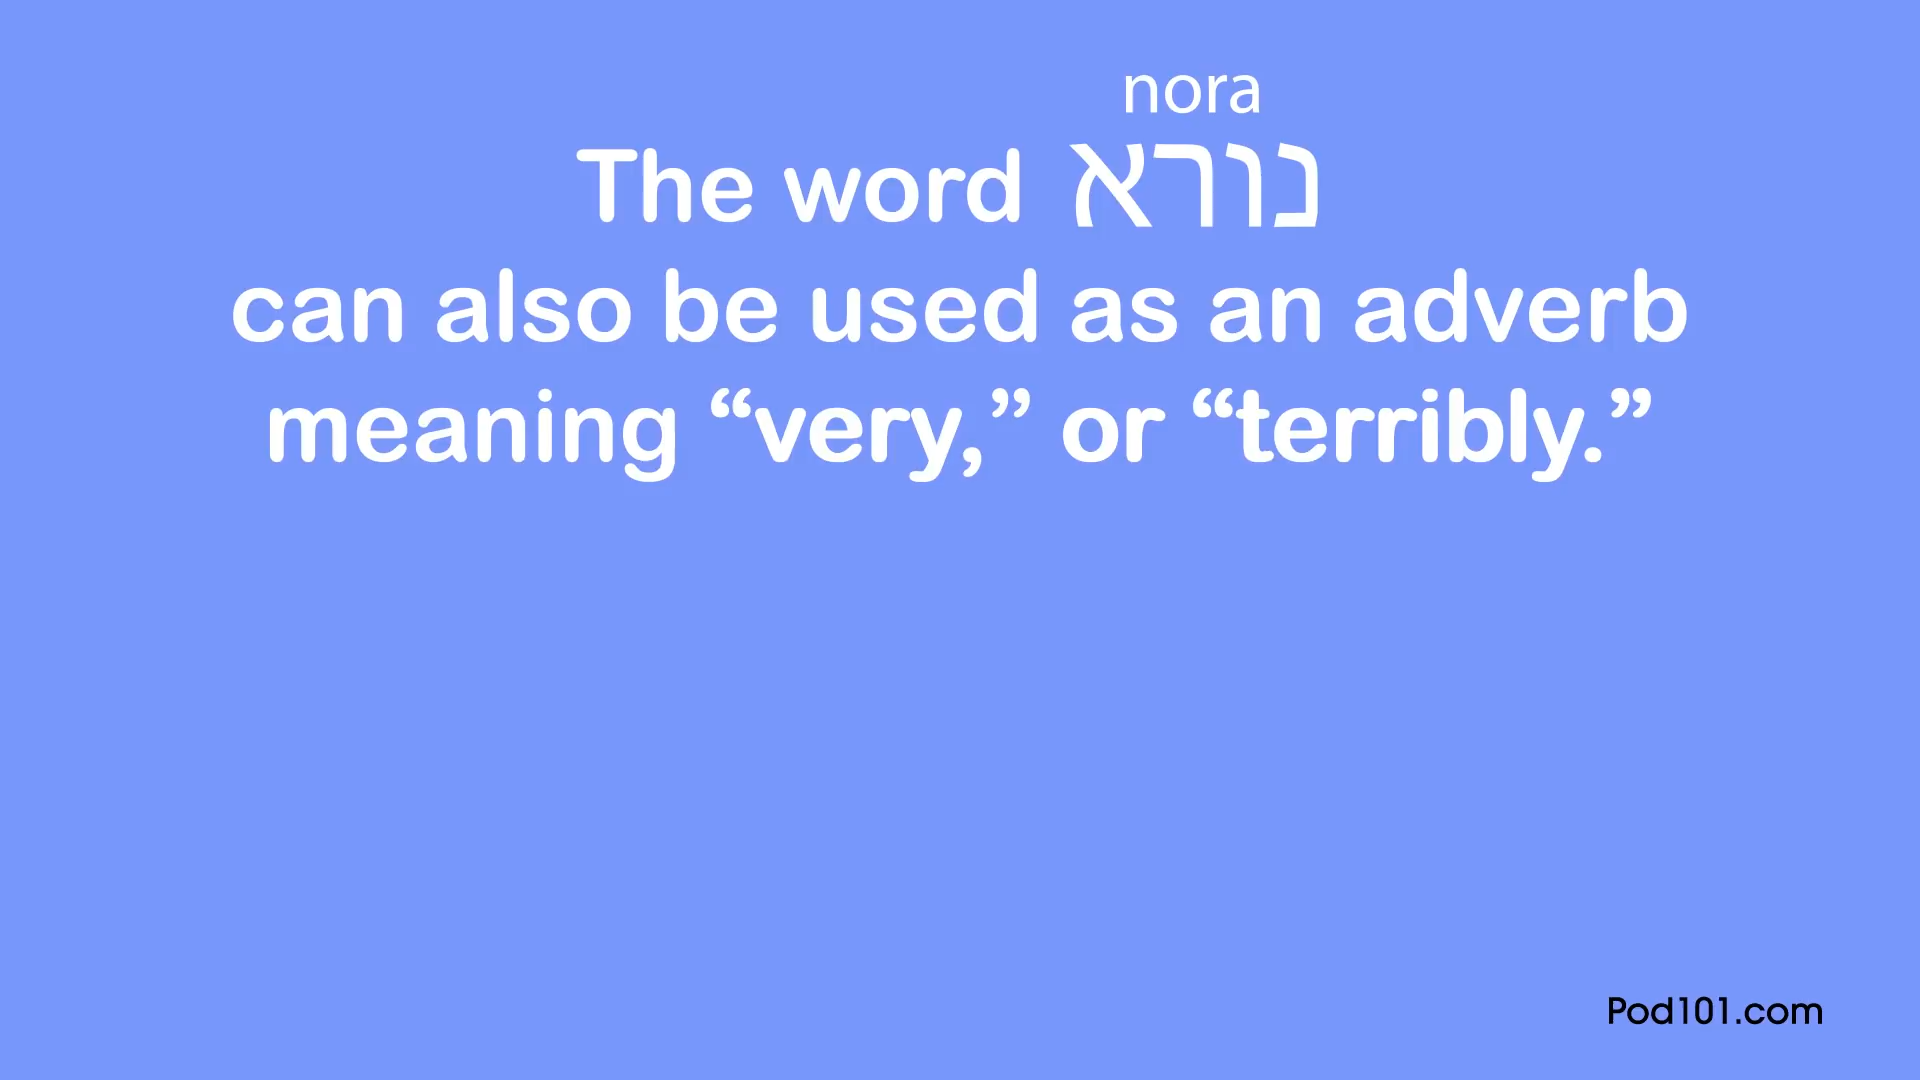 nora
The word נורא
can also be used as an adverb
meaning “very,” or “terribly.”
Pod101.com